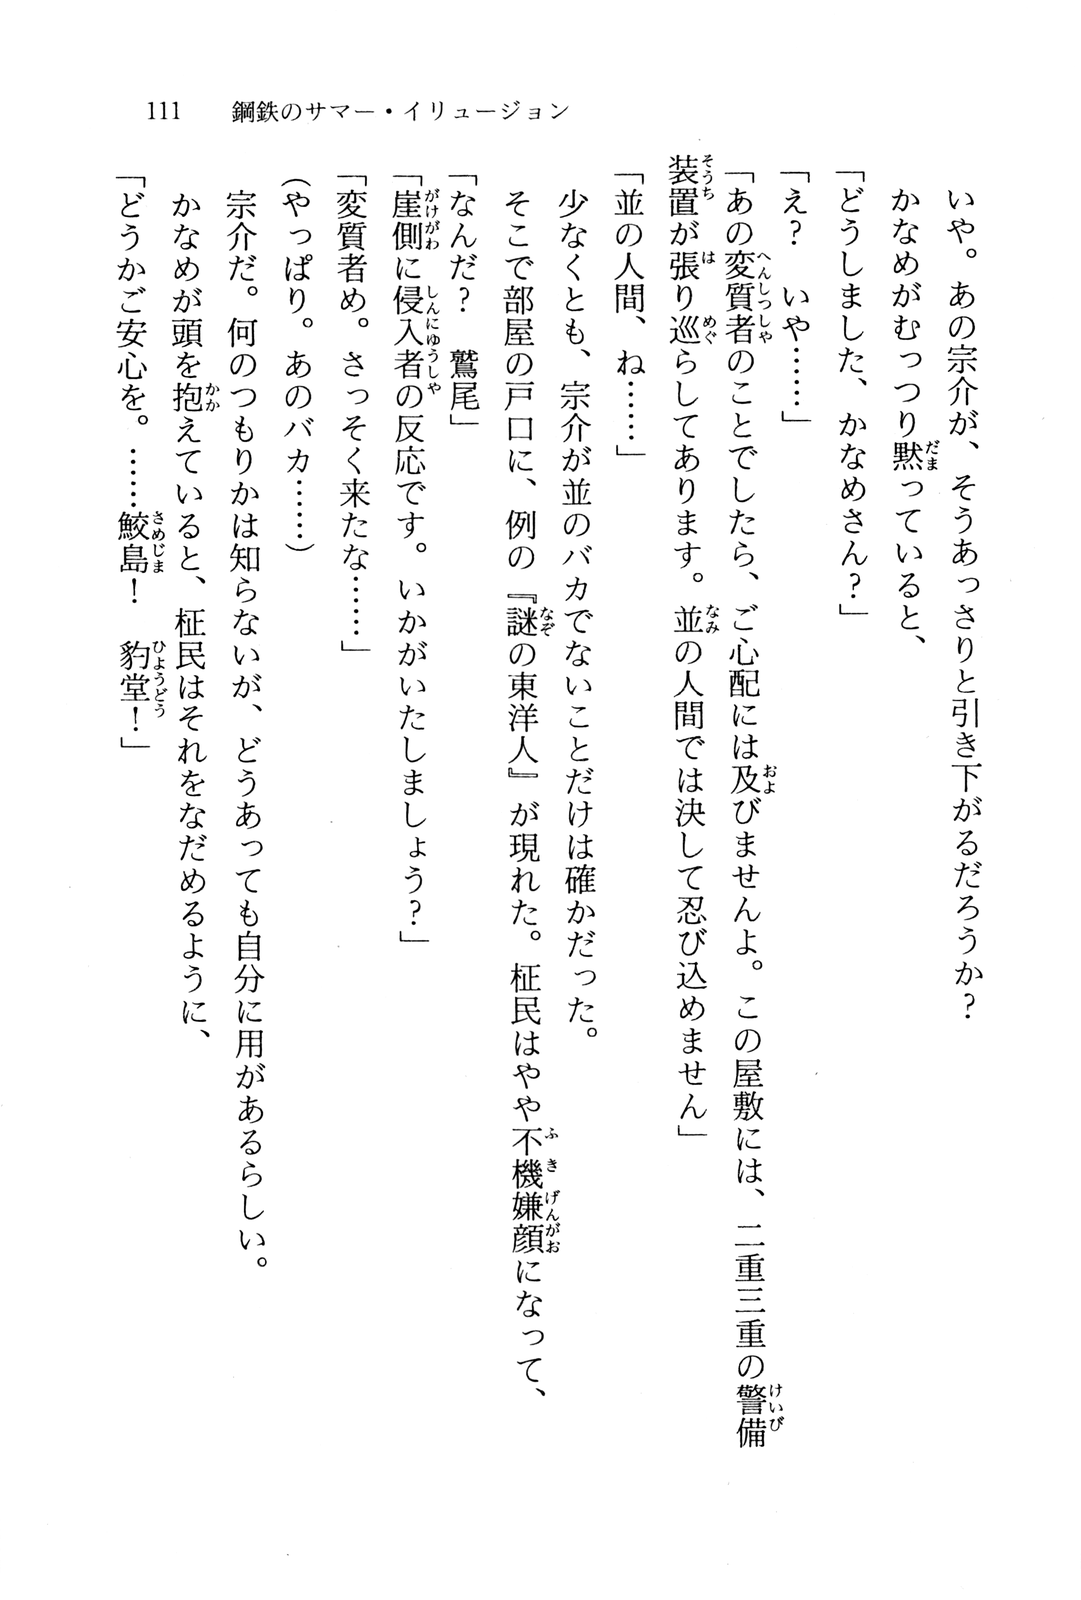 111　鋼鉄のサマー・イリュージョン
いや。あの宗介が、そうあっさりと引き下がるだろうか？
かなめがむっつり黙っていると、
「どうしました、かなめさん？」
「え？　いや……」
「あの変質者のことでしたら、ご心配には及びませんよ。この屋敷には、二重三重の警備
装置が張り巡らしてあります。並の人間では決して忍び込めません」
「並の人間、ね……」
少なくとも、宗介が並のバカでないことだけは確かだった。
そこで部屋の戸口に、例の『謎の東洋人』が現れた。柾民はやや不機嫌顔になって、
「なんだ？　鷲尾」
「崖側に侵入者の反応です。いかがいたしましょう？」
「変質者め。さっそく来たな……」
（やっぱり。あのバカ……）
宗介だ。何のつもりかは知らないが、どうあっても自分に用があるらしい。
かなめが頭を抱えていると、柾民はそれをなだめるように、
「どうかご安心を。……鮫島！　豹堂！」